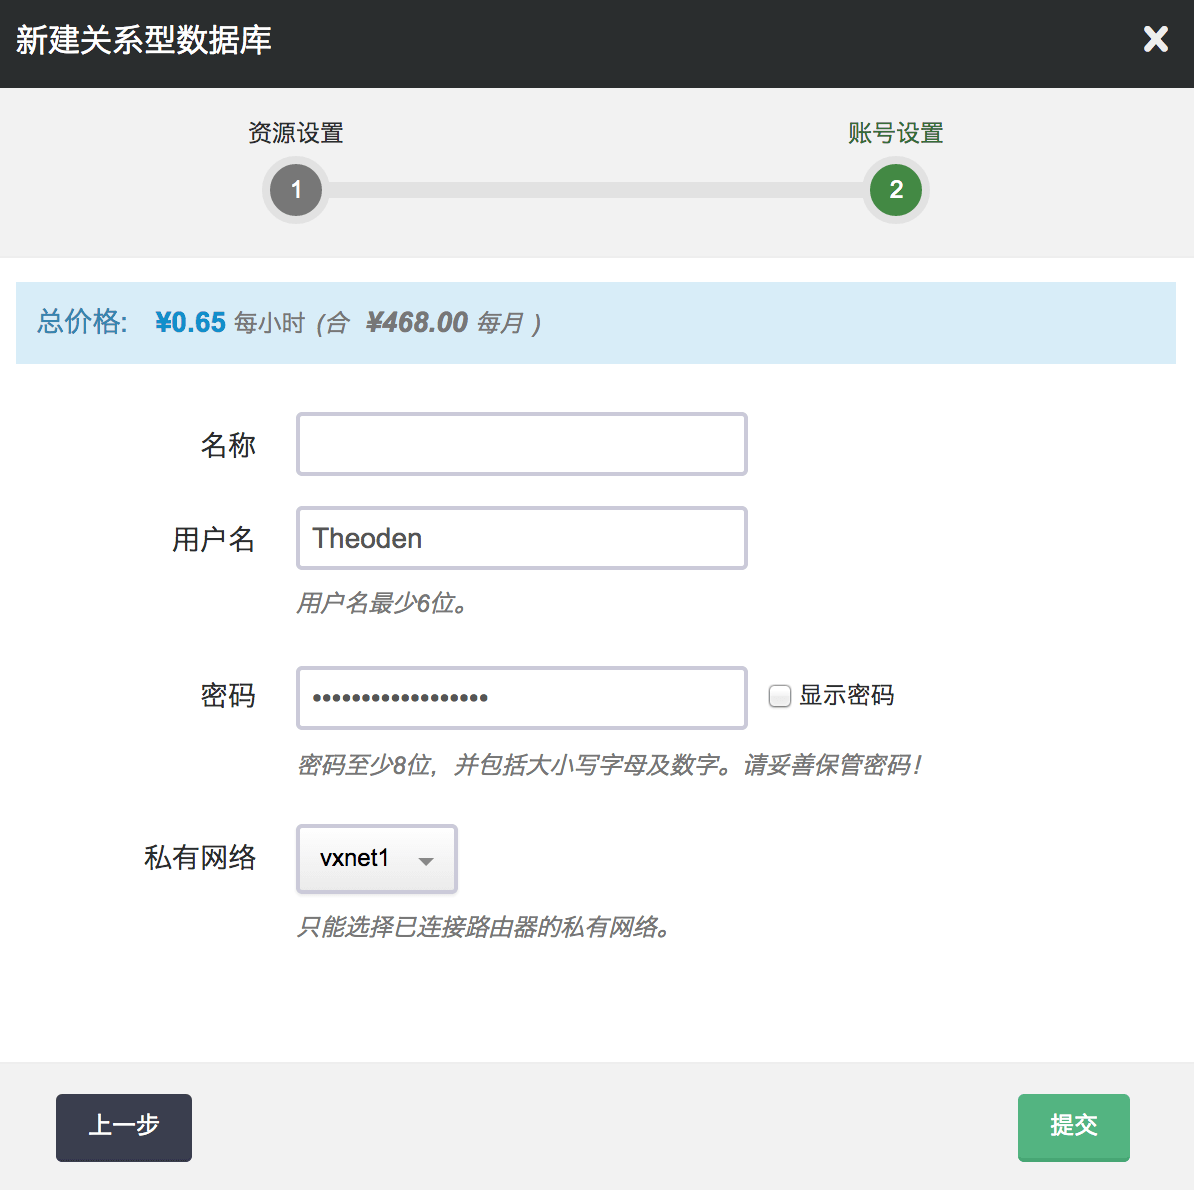 新建关系型数据库
资源设置 账号设置
1 2
总价格: ¥0.65 每小时 (合 ¥468.00 每月 )
名称
用户名 Theoden
用户名最少6位。
密码 •••••••••••••••••• 显示密码
密码至少8位，并包括大小写字母及数字。请妥善保管密码！
私有网络 vxnet1
只能选择已连接路由器的私有网络。
上一步 提交